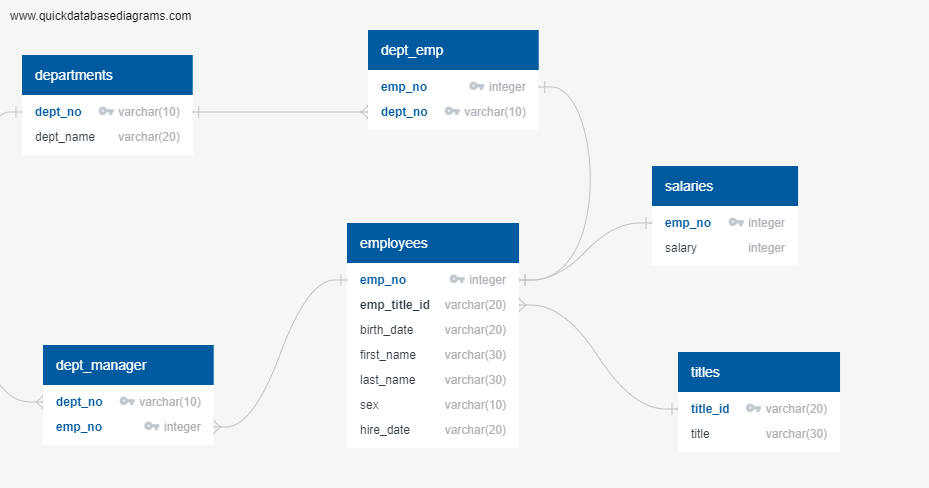 www.quickdatabasediagrams.com
departments
dept_no varchar(10)
dept_name varchar(20)
dept_emp
emp_no integer
dept_no varchar(10)
salaries
emp_no integer
salary integer
employees
emp_no integer
emp_title_id varchar(20)
birth_date varchar(20)
first_name varchar(30)
last_name varchar(30)
sex varchar(10)
hire_date varchar(20)
dept_manager
dept_no varchar(10)
emp_no integer
titles
title_id varchar(20)
title varchar(30)